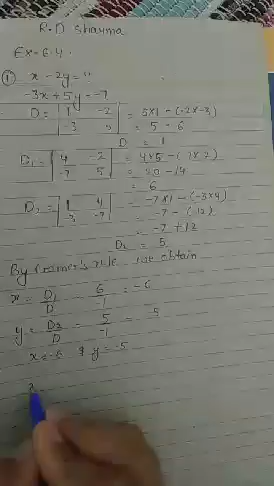 R.D Sharma
Ex-6.4.
① x - 2y = 4
-3x + 5y = -7
D = | 1 -2 | = 5×1 - (-2×-3)
| -3 5 | = 5 - 6
D = 1
D1 = | 4 -2 | = 4×5 - (7×2)
| -7 5 | = 20 - 14
= 6
D2 = | 1 4 | = -7×1 - (-3×4)
| -3 -7 | = -7 - (12)
= -7 + 12
D2 = 5
By Cramer's rule we obtain
x = D1/D = 6/-1 = -6
y = D2/D = 5/-1 = -5
x = -6 & y = -5